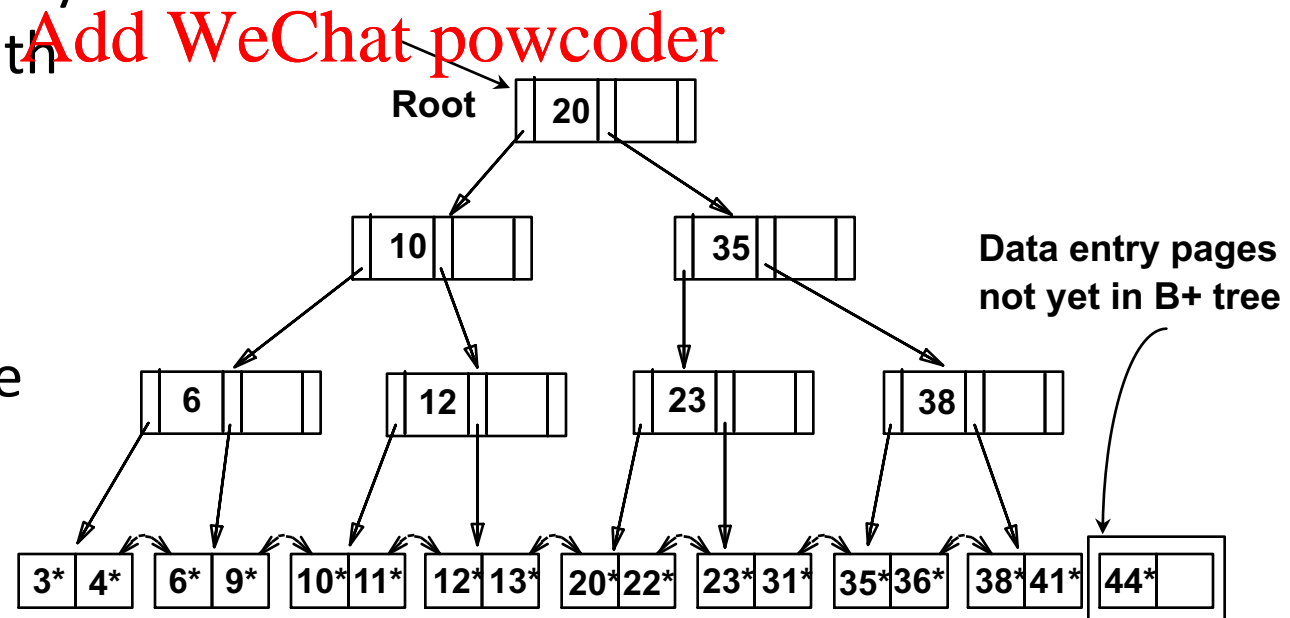 Add WeChat powcoder
th
Root
20
10
35
Data entry pages
not yet in B+ tree
e
6
12
23
38
3* 4* 6* 9* 10* 11* 12* 13* 20* 22* 23* 31* 35* 36* 38* 41* 44*